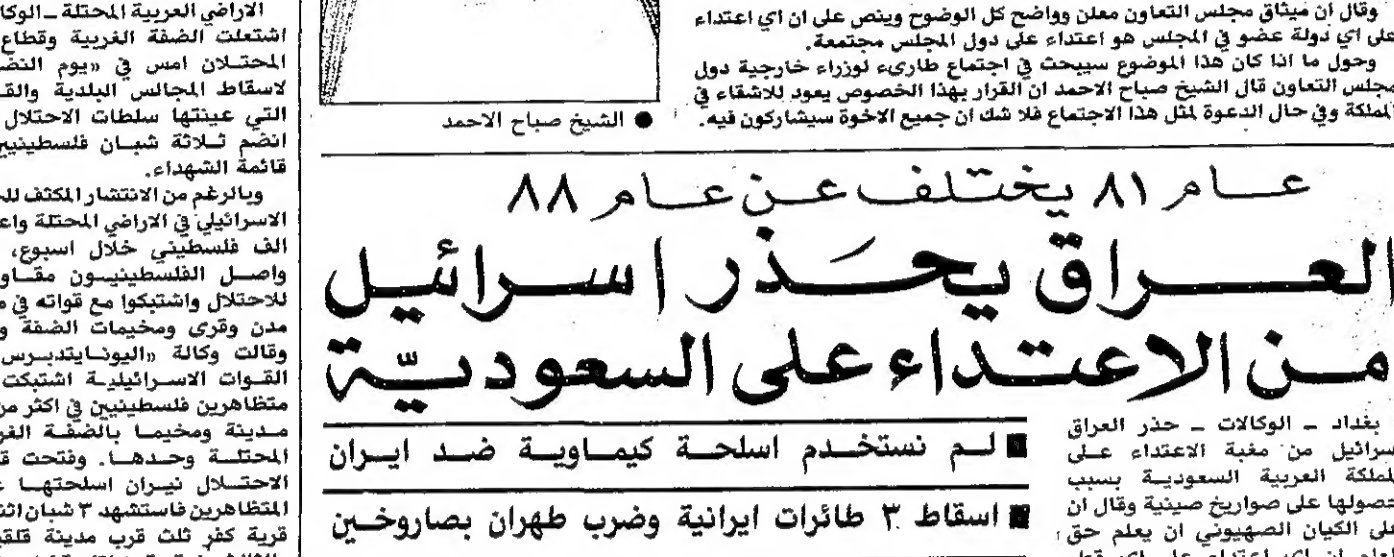 وقال ان ميثاق مجلس التعاون معلن وواضح كل الوضوح وينص على ان اي اعتداء
على اي دولة عضو في المجلس هو اعتداء على دول المجلس مجتمعة.
وحول ما اذا كان هذا الموضوع سيبحث في اجتماع طارىء لوزراء خارجية دول
مجلس التعاون قال الشيخ صباح الاحمد ان القرار بهذا الخصوص يعود للاشقاء في
المملكة وفي حال الدعوة لمثل هذا الاجتماع فلا شك ان جميع الاخوة سيشاركون فيه.
● الشيخ صباح الاحمد
عام ٨١ يختلف عن عام ٨٨
العراق يحذر اسرائيل
من الاعتداء على السعودية
■ لم نستخدم اسلحة كيماوية ضد ايران
■ اسقاط ٣ طائرات ايرانية وضرب طهران بصاروخين
بغداد ـ الوكالات ـ حذر العراق
اسرائيل من مغبة الاعتداء على
المملكة العربية السعودية بسبب
حصولها على صواريخ صينية وقال ان
على الكيان الصهيوني ان يعلم حق
الاراضي العربية المحتلة ـ
اشتعلت الضفة الغربية وقطاع
المحتلان امس في «يوم
لاسقاط المجالس البلدية
التي عينتها سلطات الاحتلال
انضم ثلاثة شبان
قائمة الشهداء.
وبالرغم من الانتشار المكثف
الاسرائيلي في الاراضي المحتلة
الف فلسطيني خلال اسبوع،
واصل الفلسطينيون
للاحتلال واشتبكوا مع قواته في
مدن وقرى ومخيمات الضفة
وقالت وكالة «اليونايتدبرس
القوات الاسرائيلية اشتبكت
متظاهرين فلسطينيين في اكثر من
مدينة ومخيما بالضفة
المحتلة وحدها. وفتحت
الاحتلال نيران اسلحتها
المتظاهرين فاستشهد ٣ شبان
قرية كفر ثلث قرب مدينة